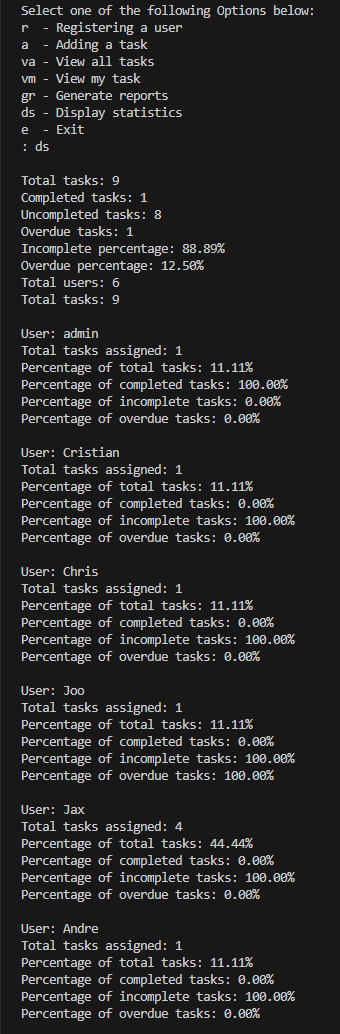 Select one of the following Options below:
r  - Registering a user
a  - Adding a task
va - View all tasks
vm - View my task
gr - Generate reports
ds - Display statistics
e  - Exit
: ds
Total tasks: 9
Completed tasks: 1
Uncompleted tasks: 8
Overdue tasks: 1
Incomplete percentage: 88.89%
Overdue percentage: 12.50%
Total users: 6
Total tasks: 9
User: admin
Total tasks assigned: 1
Percentage of total tasks: 11.11%
Percentage of completed tasks: 100.00%
Percentage of incomplete tasks: 0.00%
Percentage of overdue tasks: 0.00%
User: Cristian
Total tasks assigned: 1
Percentage of total tasks: 11.11%
Percentage of completed tasks: 0.00%
Percentage of incomplete tasks: 100.00%
Percentage of overdue tasks: 0.00%
User: Chris
Total tasks assigned: 1
Percentage of total tasks: 11.11%
Percentage of completed tasks: 0.00%
Percentage of incomplete tasks: 100.00%
Percentage of overdue tasks: 0.00%
User: Joo
Total tasks assigned: 1
Percentage of total tasks: 11.11%
Percentage of completed tasks: 0.00%
Percentage of incomplete tasks: 100.00%
Percentage of overdue tasks: 100.00%
User: Jax
Total tasks assigned: 4
Percentage of total tasks: 44.44%
Percentage of completed tasks: 0.00%
Percentage of incomplete tasks: 100.00%
Percentage of overdue tasks: 0.00%
User: Andre
Total tasks assigned: 1
Percentage of total tasks: 11.11%
Percentage of completed tasks: 0.00%
Percentage of incomplete tasks: 100.00%
Percentage of overdue tasks: 0.00%